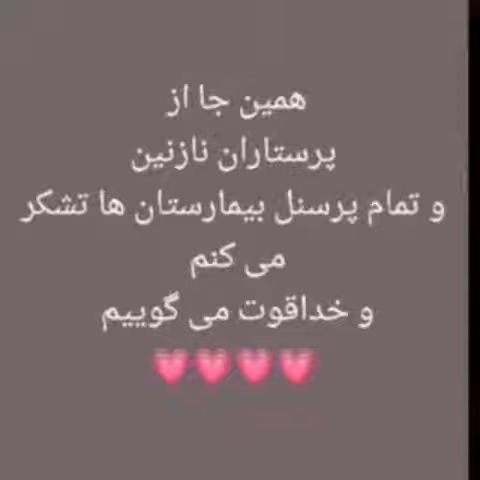 همین جا از
پرستاران نازنین
و تمام پرسنل بیمارستان ها تشکر
می کنم
و خداقوت می گوییم
💗💗💗💗